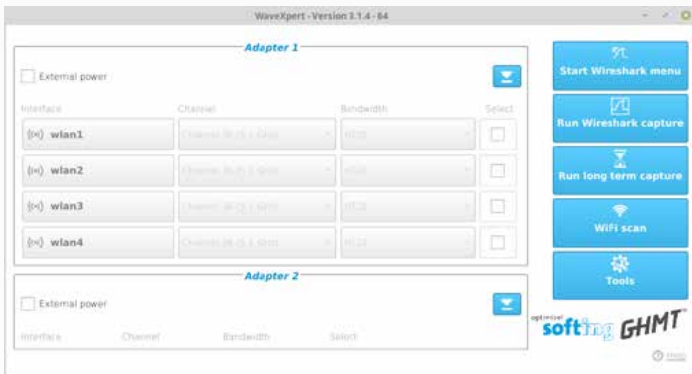 WaveXpert - Version 3.1.4 - 64
Adapter 1
External power
Interface Channel Bandwidth Select
wlan1
wlan2
wlan3
wlan4
Adapter 2
External power
Interface Channel Bandwidth Select
Start Wireshark menu
Run Wireshark capture
Run long term capture
WiFi scan
Tools
softing GHMT